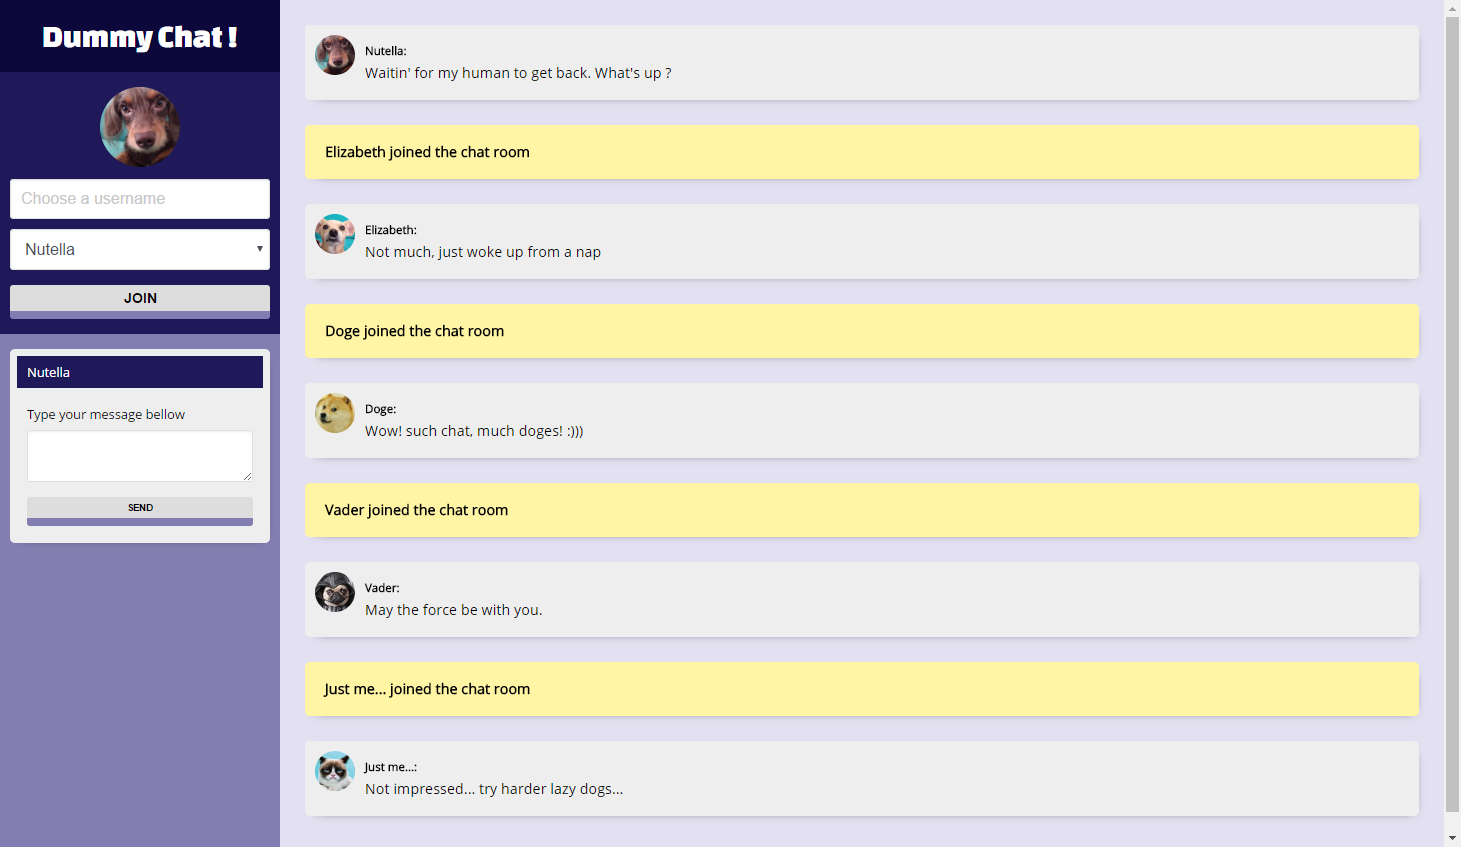 Dummy Chat !
Choose a username
Nutella
JOIN
Nutella
Type your message bellow
SEND
Nutella:
Waitin' for my human to get back. What's up ?
Elizabeth joined the chat room
Elizabeth:
Not much, just woke up from a nap
Doge joined the chat room
Doge:
Wow! such chat, much doges! :)))
Vader joined the chat room
Vader:
May the force be with you.
Just me... joined the chat room
Just me...:
Not impressed... try harder lazy dogs...